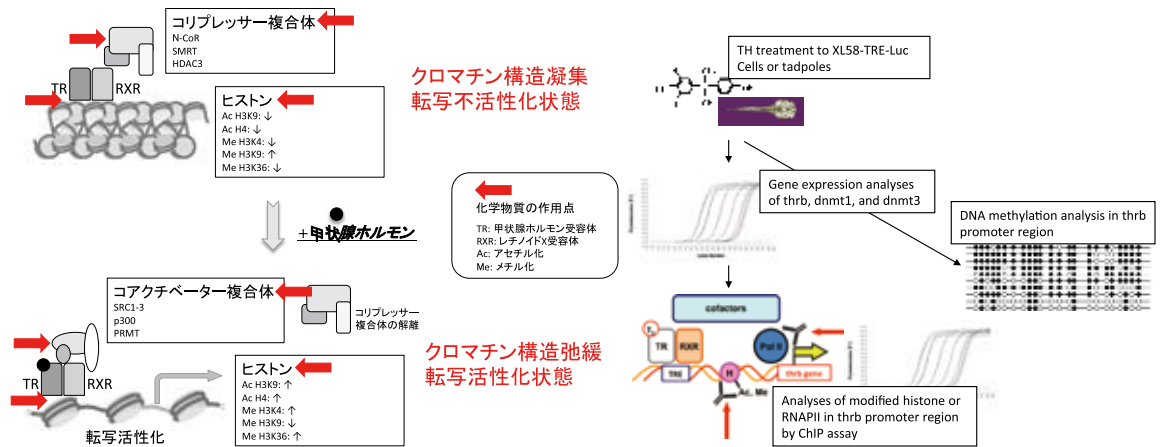 コリプレッサー複合体
N-CoR
SMRT
HDAC3
TR
RXR
ヒストン
Ac H3K9: ↓
Ac H4: ↓
Me H3K4: ↓
Me H3K9: ↑
Me H3K36: ↓
クロマチン構造凝集
転写不活性化状態
+甲状腺ホルモン
化学物質の作用点
TR: 甲状腺ホルモン受容体
RXR: レチノイドX受容体
Ac: アセチル化
Me: メチル化
コアクチベーター複合体
SRC1-3
p300
PRMT
コリプレッサー
複合体の解離
TR
RXR
ヒストン
Ac H3K9: ↑
Ac H4: ↑
Me H3K4: ↑
Me H3K9: ↓
Me H3K36: ↑
転写活性化
クロマチン構造弛緩
転写活性化状態
TH treatment to XL58-TRE-Luc
Cells or tadpoles
Gene expression analyses
of thrb, dnmt1, and dnmt3
DNA methylation analysis in thrb
promoter region
cofactors
TR
RXR
Pol II
TRE
H
thrb gene
Ac, Me
Analyses of modified histone or
RNAPII in thrb promoter region
by ChIP assay